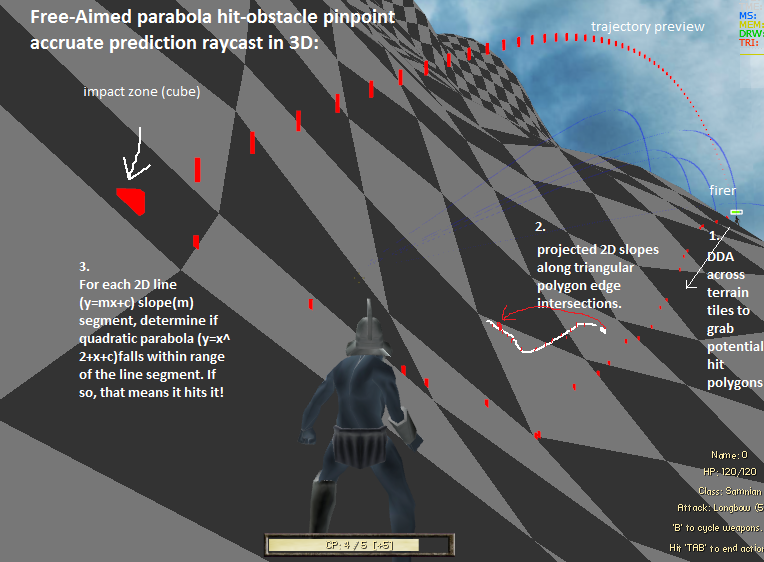 Free-Aimed parabola hit-obstacle pinpoint
accruate prediction raycast in 3D:
trajectory preview
MS:
MEM:
DRW:
TRI:
impact zone (cube)
firer
1.
DDA
across
terrain
tiles to
grab
potential
hit
polygons
2.
projected 2D slopes
along triangular
polygon edge
intersections.
3.
For each 2D line
(y=mx+c) slope(m)
segment, determine if
quadratic parabola (y=x^
2+x+c)falls within range
of the line segment. If
so, that means it hits it!
Name: 0
HP: 120/120
Class: Samnian
Attack: Longbow (5
'B' to cycle weapons.
Hit 'TAB' to end action
CP: 4 / 5 [+5]